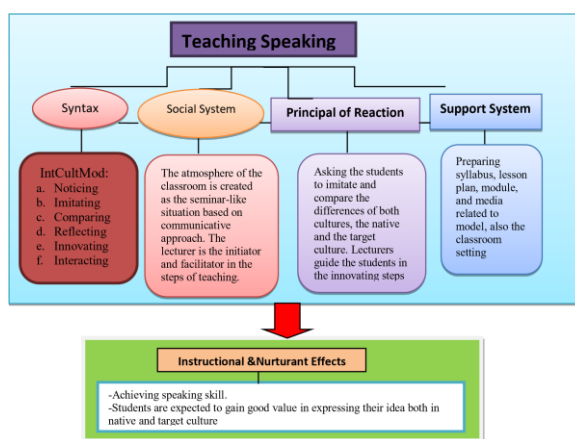 Teaching Speaking
Syntax
Social System
Principal of Reaction
Support System
IntCultMod:
a. Noticing
b. Imitating
c. Comparing
d. Reflecting
e. Innovating
f. Interacting
The atmosphere of the
classroom is created
as the seminar-like
situation based on
communicative
approach. The
lecturer is the initiator
and facilitator in the
steps of teaching.
Asking the students
to imitate and
compare the
differences of both
cultures, the native
and the target
culture. Lecturers
guide the students in
the innovating steps
Preparing
syllabus, lesson
plan, module,
and media
related to
model, also the
classroom
setting
Instructional &Nurturant Effects
-Achieving speaking skill.
-Students are expected to gain good value in expressing their idea both in
native and target culture